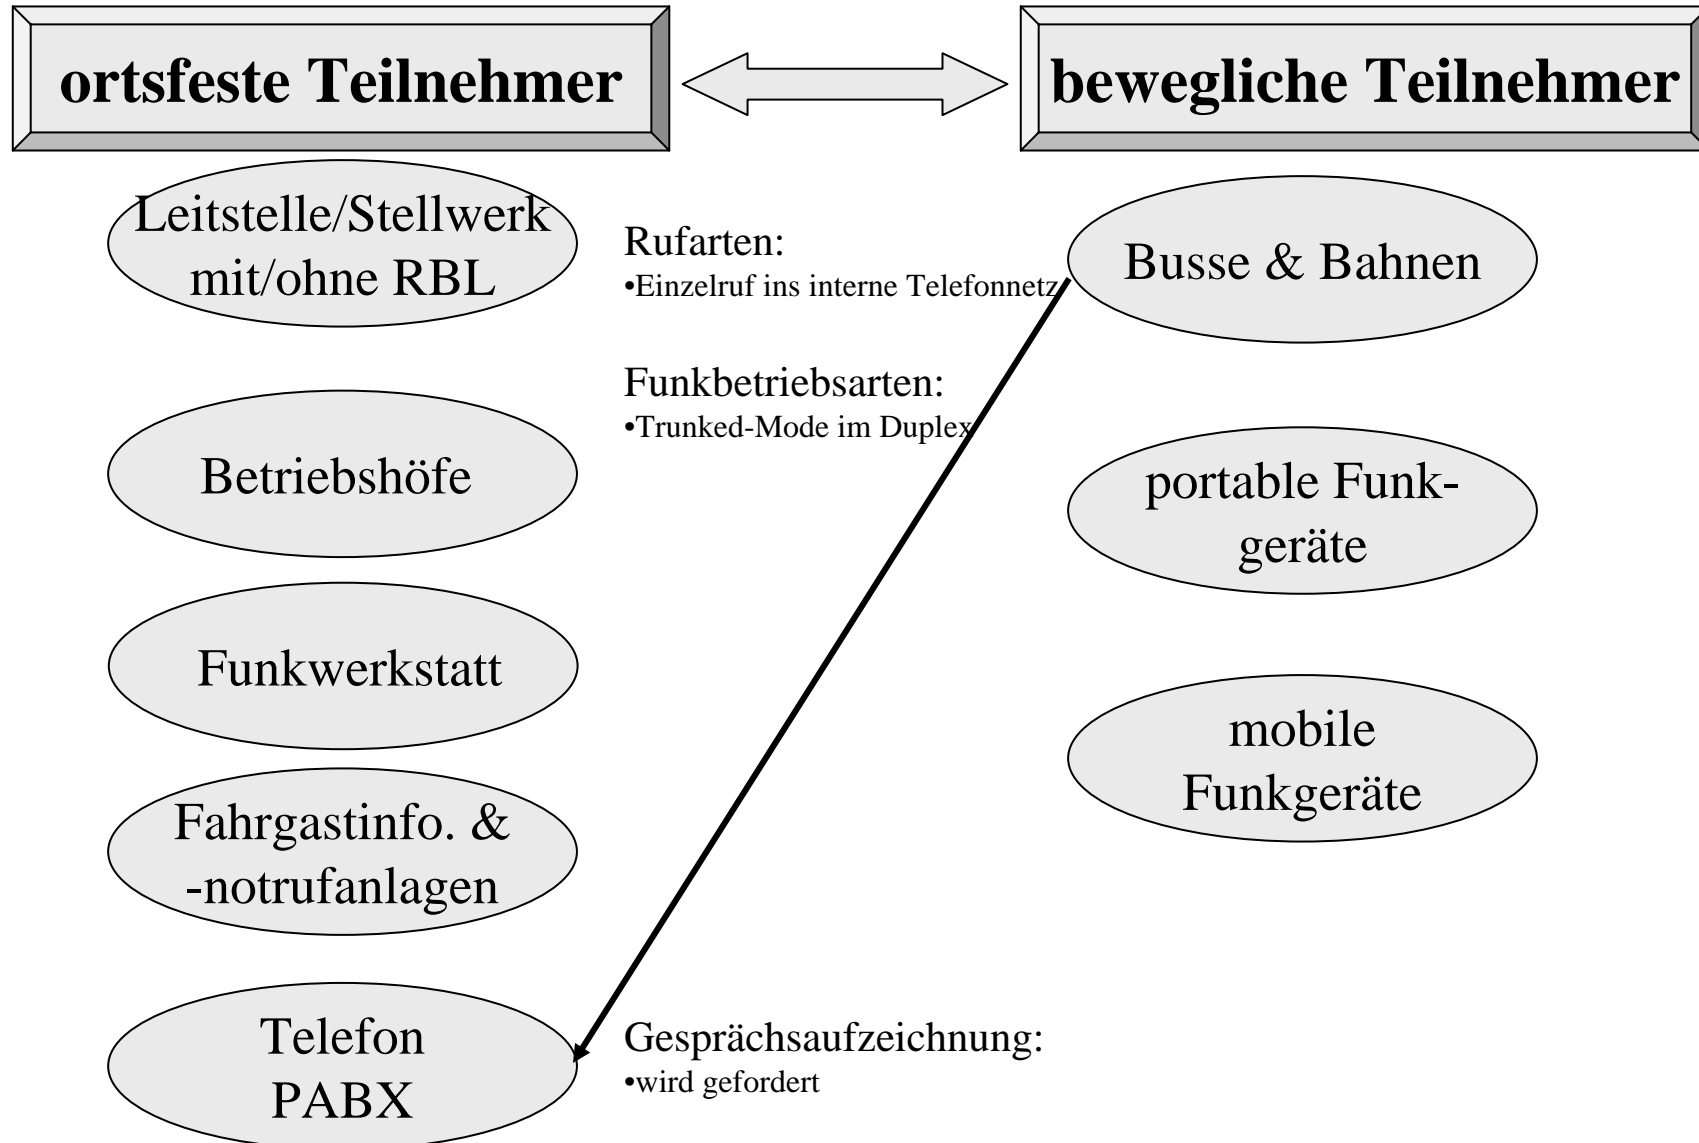 ortsfeste Teilnehmer
bewegliche Teilnehmer
Leitstelle/Stellwerk
mit/ohne RBL
Betriebshöfe
Funkwerkstatt
Fahrgastinfo. &
-notrufanlagen
Telefon
PABX
Rufarten:
•Einzelruf ins interne Telefonnetz
Funkbetriebsarten:
•Trunked-Mode im Duplex
Gesprächsaufzeichnung:
•wird gefordert
Busse & Bahnen
portable Funk-
geräte
mobile
Funkgeräte